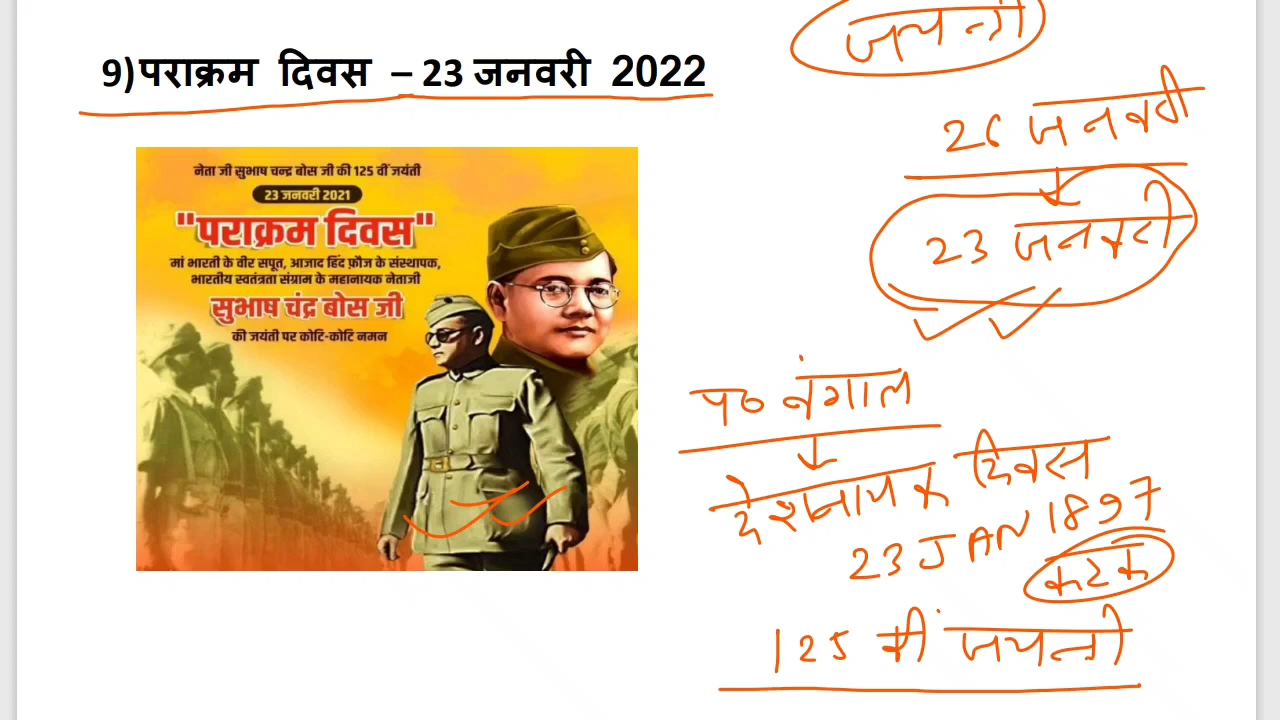 9)पराक्रम दिवस – 23 जनवरी 2022
नेता जी सुभाष चन्द्र बोस जी की 125 वीं जयंती
23 जनवरी 2021
"पराक्रम दिवस"
मां भारती के वीर सपूत, आजाद हिंद फ़ौज के संस्थापक,
भारतीय स्वतंत्रता संग्राम के महानायक नेताजी
सुभाष चंद्र बोस जी
की जयंती पर कोटि-कोटि नमन
जयन्ती
26 जनवरी
23 जनवरी
प० बंगाल
देशनायक दिवस
23 JAN 1897
कटक
125 वीं जयन्ती